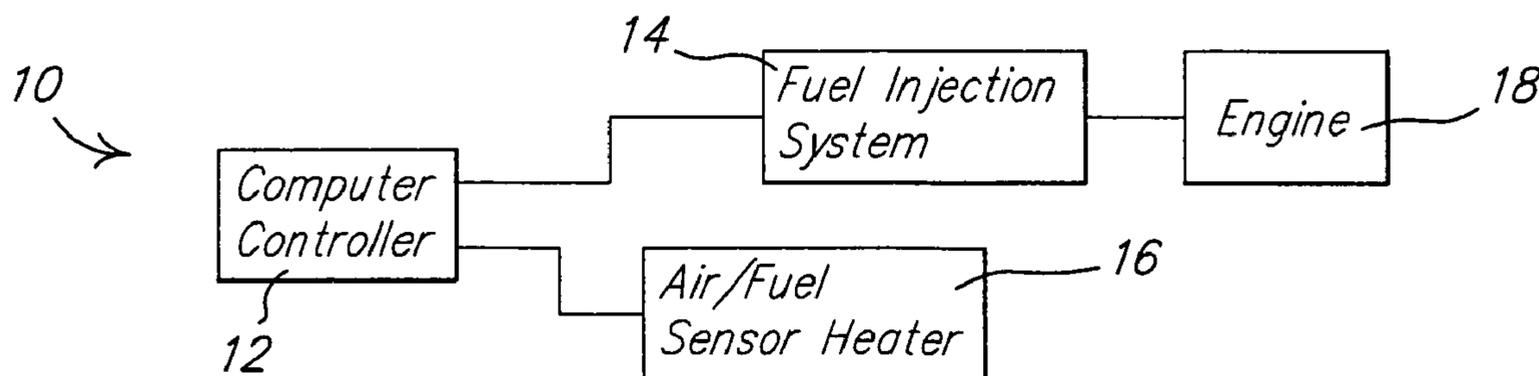 14
10
Fuel Injection
System
Engine
18
Computer
Controller
12
Air/Fuel
Sensor Heater
16